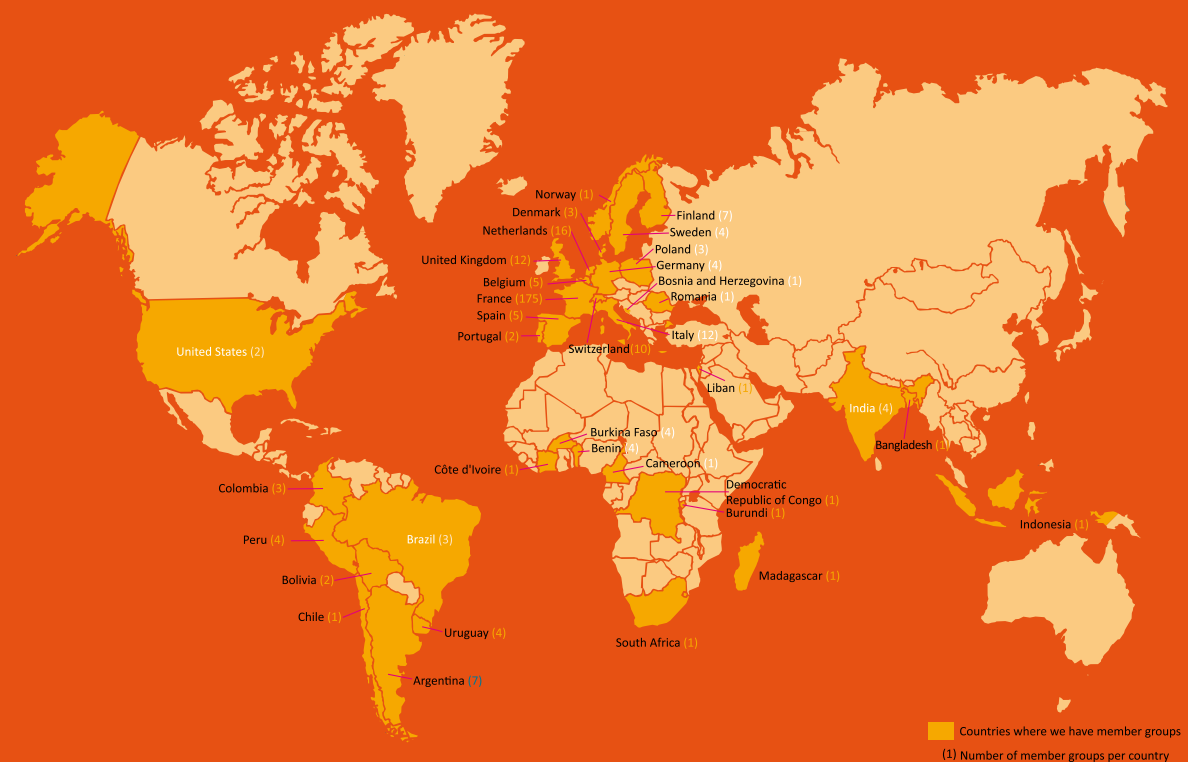 Norway (1)
Denmark (3)
Finland (7)
Netherlands (16)
Sweden (4)
Poland (3)
United Kingdom (12)
Germany (4)
Belgium (5)
Bosnia and Herzegovina (1)
France (175)
Romania (1)
Spain (5)
Portugal (2)
Italy (12)
Switzerland(10)
United States (2)
Liban (1)
India (4)
Burkina Faso (4)
Bangladesh (1)
Benin (4)
Côte d'Ivoire (1)
Cameroon (1)
Colombia (3)
Democratic
Republic of Congo (1)
Burundi (1)
Indonesia (1)
Peru (4)
Brazil (3)
Bolivia (2)
Madagascar (1)
Chile (1)
Uruguay (4)
South Africa (1)
Argentina (7)
Countries where we have member groups
(1) Number of member groups per country